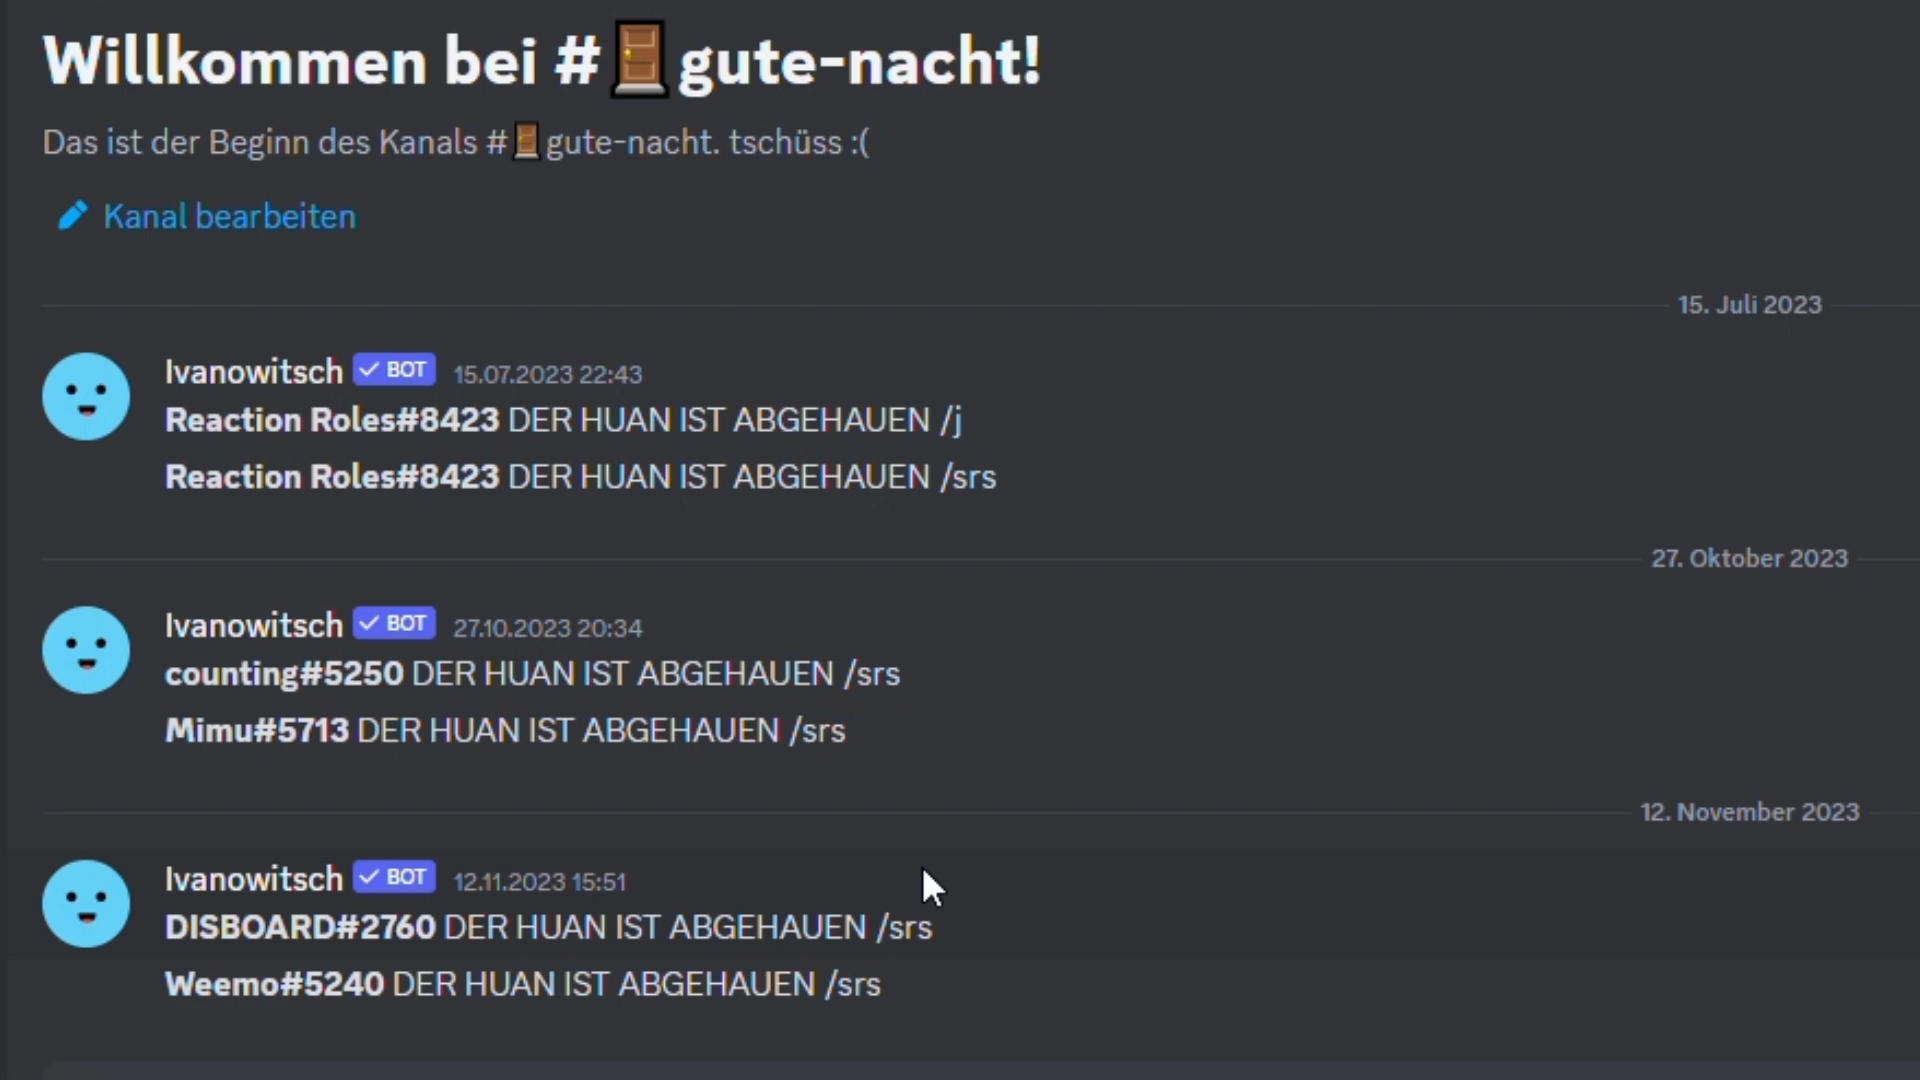 Willkommen bei #🚪gute-nacht!
Das ist der Beginn des Kanals #🚪gute-nacht. tschüss :(
Kanal bearbeiten
15. Juli 2023
Ivanowitsch ✓ BOT 15.07.2023 22:43
Reaction Roles#8423 DER HUAN IST ABGEHAUEN /j
Reaction Roles#8423 DER HUAN IST ABGEHAUEN /srs
27. Oktober 2023
Ivanowitsch ✓ BOT 27.10.2023 20:34
counting#5250 DER HUAN IST ABGEHAUEN /srs
Mimu#5713 DER HUAN IST ABGEHAUEN /srs
12. November 2023
Ivanowitsch ✓ BOT 12.11.2023 15:51
DISBOARD#2760 DER HUAN IST ABGEHAUEN /srs
Weemo#5240 DER HUAN IST ABGEHAUEN /srs